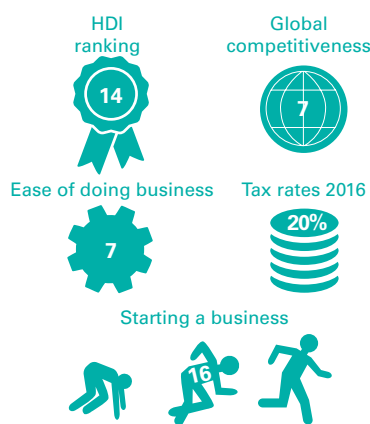 HDI
ranking
14
Global
competitiveness
7
Ease of doing business
7
Tax rates 2016
20%
Starting a business
16